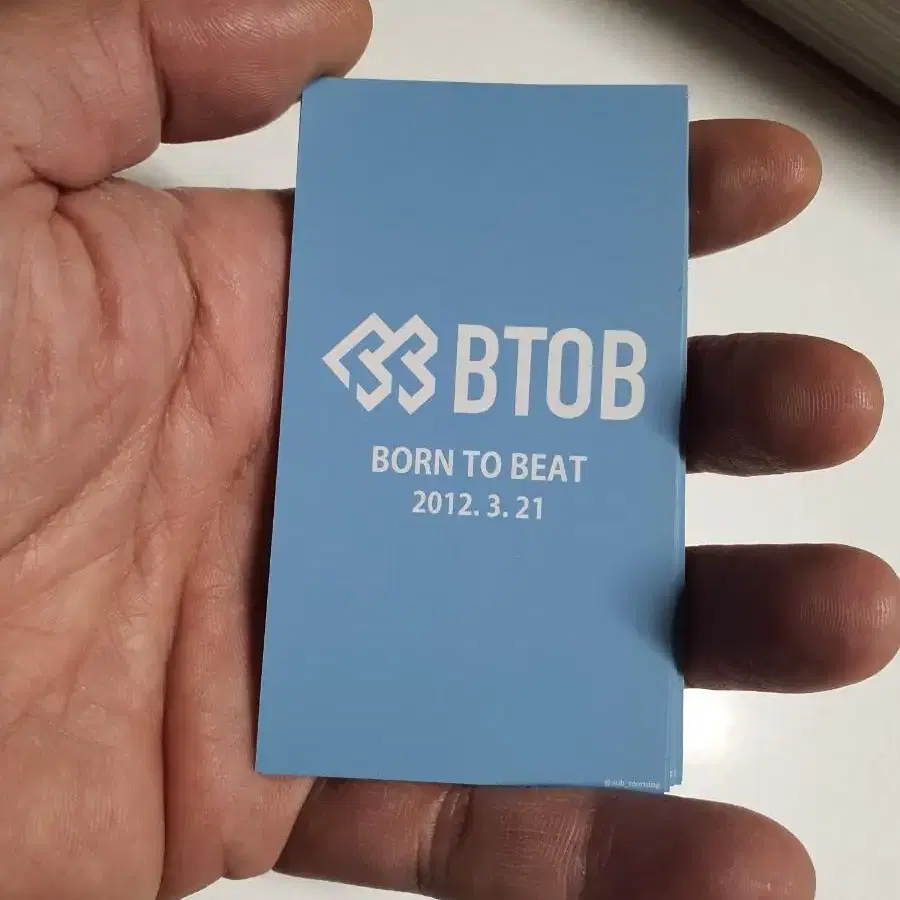 BTOB
BORN TO BEAT
2012. 3. 21